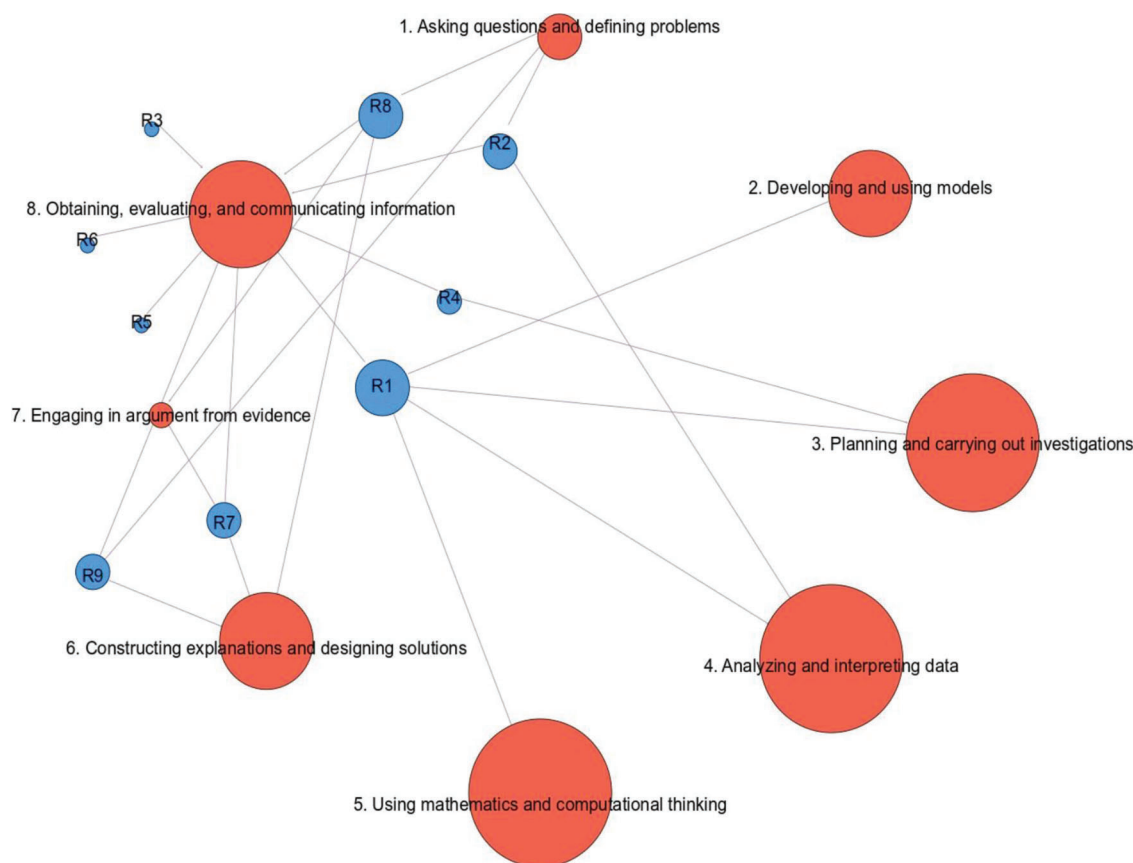 1. Asking questions and defining problems
R8
R3
R2
2. Developing and using models
8. Obtaining, evaluating, and communicating information
R6
R4
R5
R1
7. Engaging in argument from evidence
3. Planning and carrying out investigations
R7
R9
6. Constructing explanations and designing solutions
4. Analyzing and interpreting data
5. Using mathematics and computational thinking